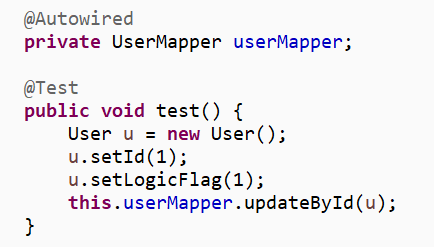 @Autowired
private UserMapper userMapper;

@Test
public void test() {
    User u = new User();
    u.setId(1);
    u.setLogicFlag(1);
    this.userMapper.updateById(u);
}